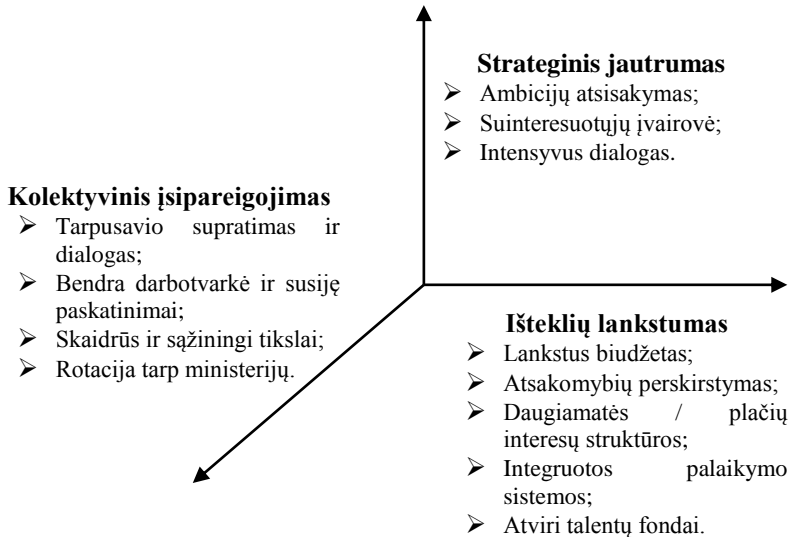 Strateginis jautrumas
➢ Ambicijų atsisakymas;
➢ Suinteresuotųjų įvairovė;
➢ Intensyvus dialogas.
Kolektyvinis įsipareigojimas
➢ Tarpusavio supratimas ir
dialogas;
➢ Bendra darbotvarkė ir susiję
paskatinimai;
➢ Skaidrūs ir sąžiningi tikslai;
➢ Rotacija tarp ministerijų.
Išteklių lankstumas
➢ Lankstus biudžetas;
➢ Atsakomybių perskirstymas;
➢ Daugiamatės / plačių
interesų struktūros;
➢ Integruotos palaikymo
sistemos;
➢ Atviri talentų fondai.